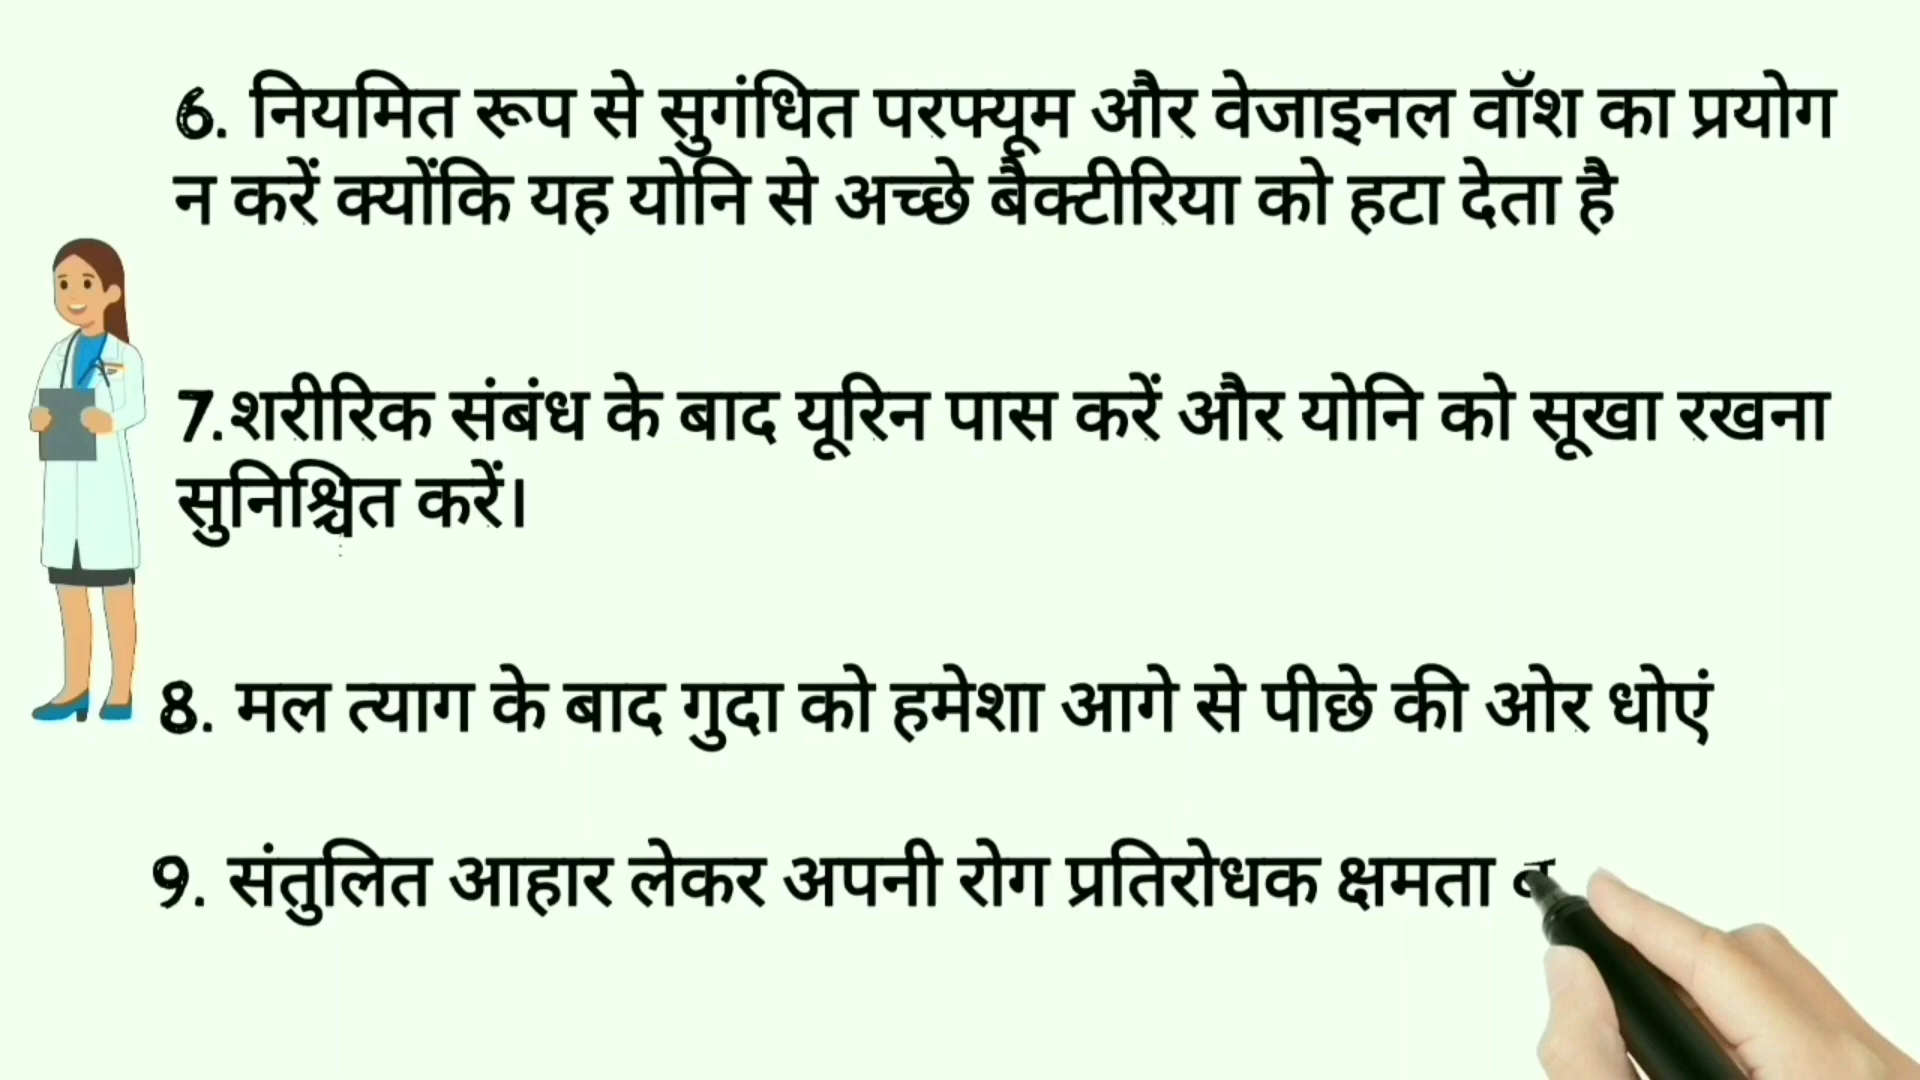 6. नियमित रूप से सुगंधित परफ्यूम और वेजाइनल वॉश का प्रयोग
न करें क्योंकि यह योनि से अच्छे बैक्टीरिया को हटा देता है
7.शरीरिक संबंध के बाद यूरिन पास करें और योनि को सूखा रखना
सुनिश्चित करें।
8. मल त्याग के बाद गुदा को हमेशा आगे से पीछे की ओर धोएं
9. संतुलित आहार लेकर अपनी रोग प्रतिरोधक क्षमता